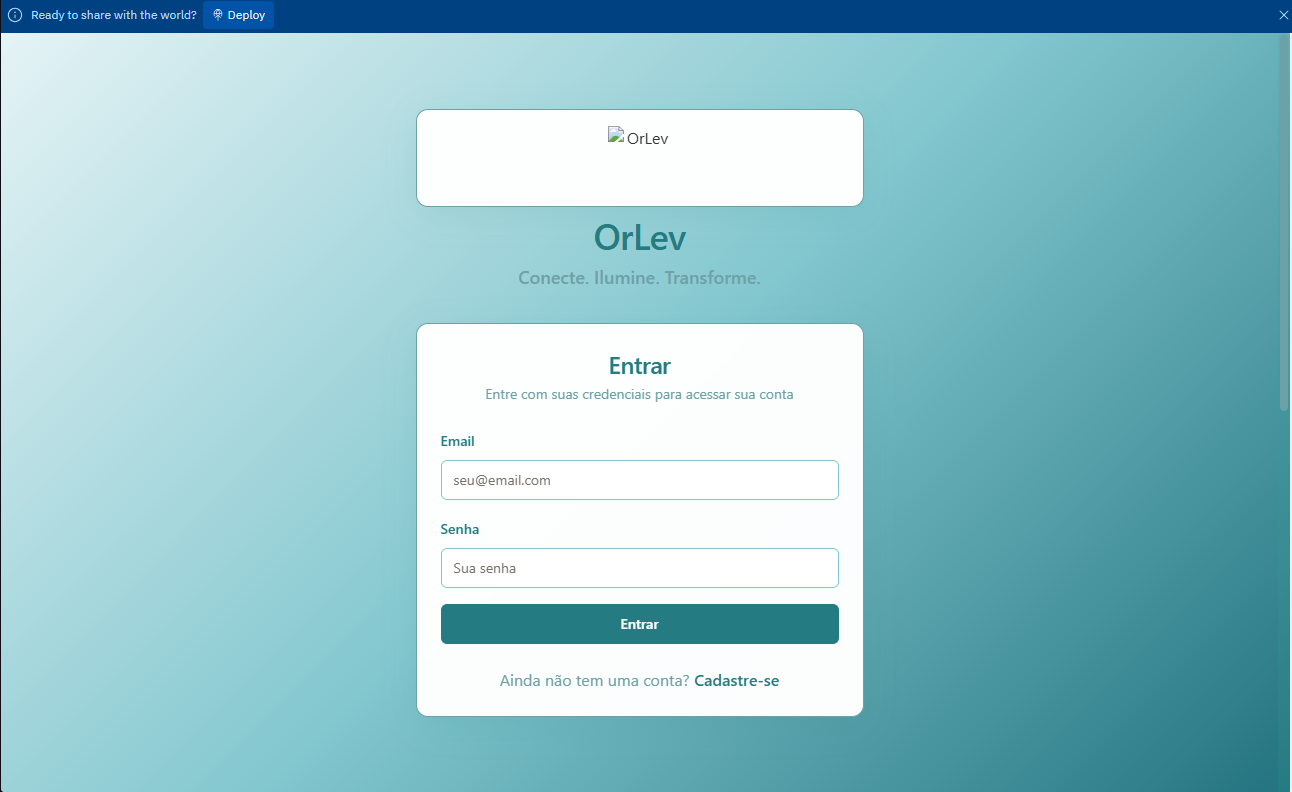 Ready to share with the world? Deploy
OrLev
OrLev
Conecte. Ilumine. Transforme.
Entrar
Entre com suas credenciais para acessar sua conta
Email
seu@email.com
Senha
Sua senha
Entrar
Ainda não tem uma conta? Cadastre-se